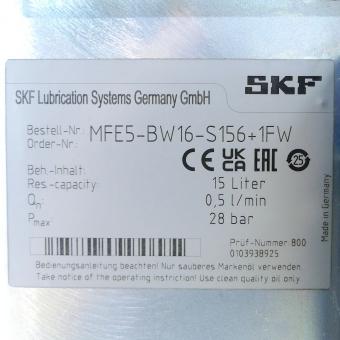 SKF
SKF Lubrication Systems Germany GmbH
Bestell-Nr.
Order-Nr.: MFE5-BW16-S156+1FW
CE UK CA EAC 25
Beh.-Inhalt:
Res.-capacity: 15 Liter
Qn: 0,5 l/min
Pmax 28 bar
Made in Germany
Prüf-Nummer 800
0103938925
Bedienungsanleitung beachten! Nur sauberes Markenöl verwenden.
Take notice of the operating instruction! Use clean quality oil only